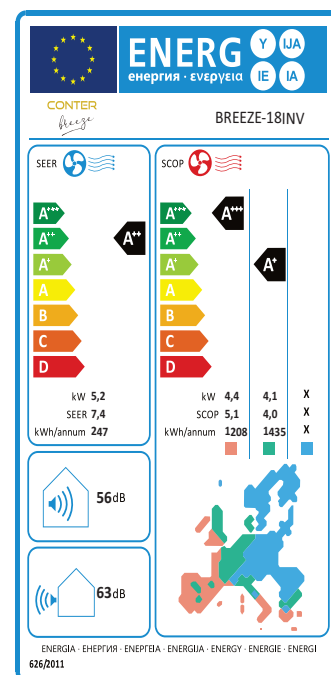 ENERG
енергия · ενεργεια
Y IJA
IE IA
CONTER
breeze
BREEZE-18INV
SEER
A+++
A++
A+
A
B
C
D
A++
kW 5,2
SEER 7,4
kWh/annum 247
SCOP
A+++
A++
A+
A
B
C
D
A+++
A+
kW 4,4 4,1 X
SCOP 5,1 4,0 X
kWh/annum 1208 1435 X
56dB
63dB
ENERGIA · ЕНЕРГИЯ · ΕΝΕΡΓΕΙΑ · ENERGIJA · ENERGY · ENERGIE · ENERGI
626/2011